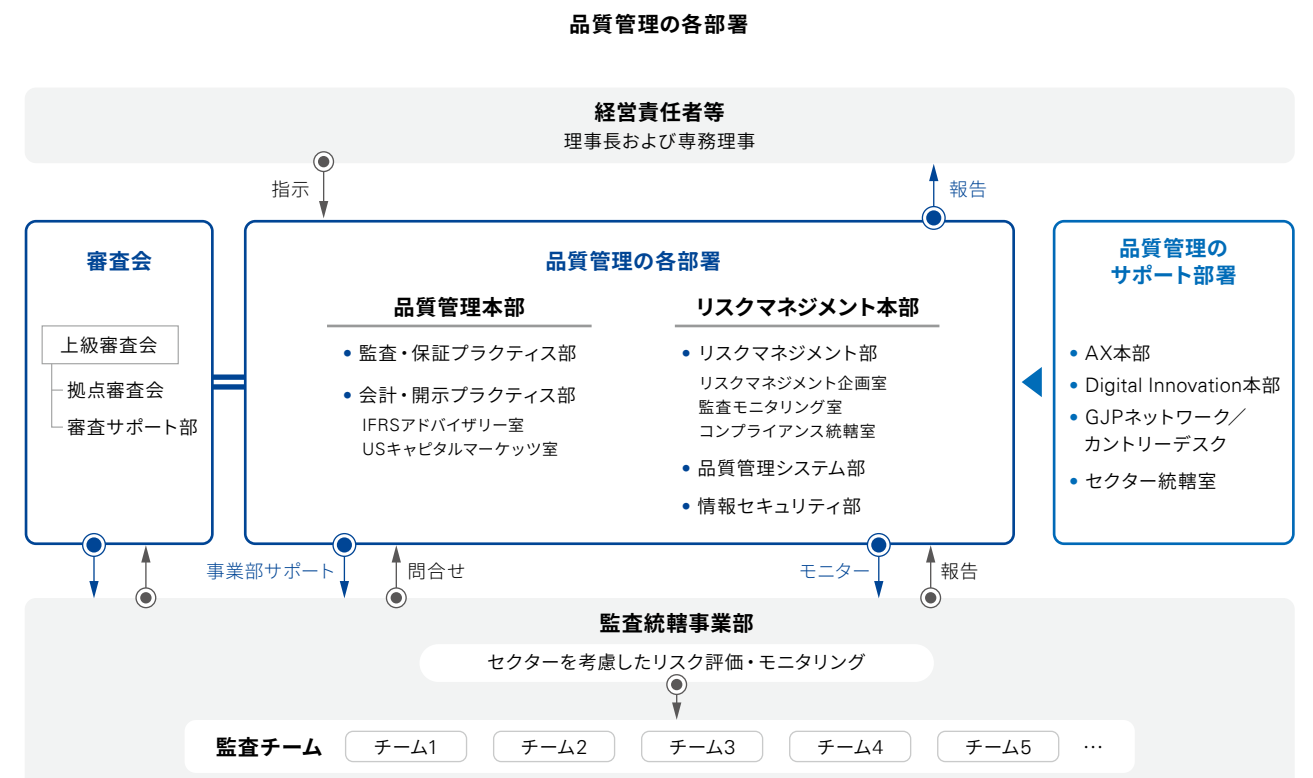 品質管理の各部署
経営責任者等
理事長および専務理事
指示
報告
審査会
上級審査会
拠点審査会
審査サポート部
品質管理の各部署
品質管理本部
• 監査・保証プラクティス部
• 会計・開示プラクティス部
IFRSアドバイザリー室
USキャピタルマーケッツ室
リスクマネジメント本部
• リスクマネジメント部
リスクマネジメント企画室
監査モニタリング室
コンプライアンス統轄室
• 品質管理システム部
• 情報セキュリティ部
品質管理の
サポート部署
• AX本部
• Digital Innovation本部
• GJPネットワーク／
カントリーデスク
• セクター統轄室
事業部サポート
問合せ
モニター
報告
監査統轄事業部
セクターを考慮したリスク評価・モニタリング
監査チーム
チーム1
チーム2
チーム3
チーム4
チーム5
…